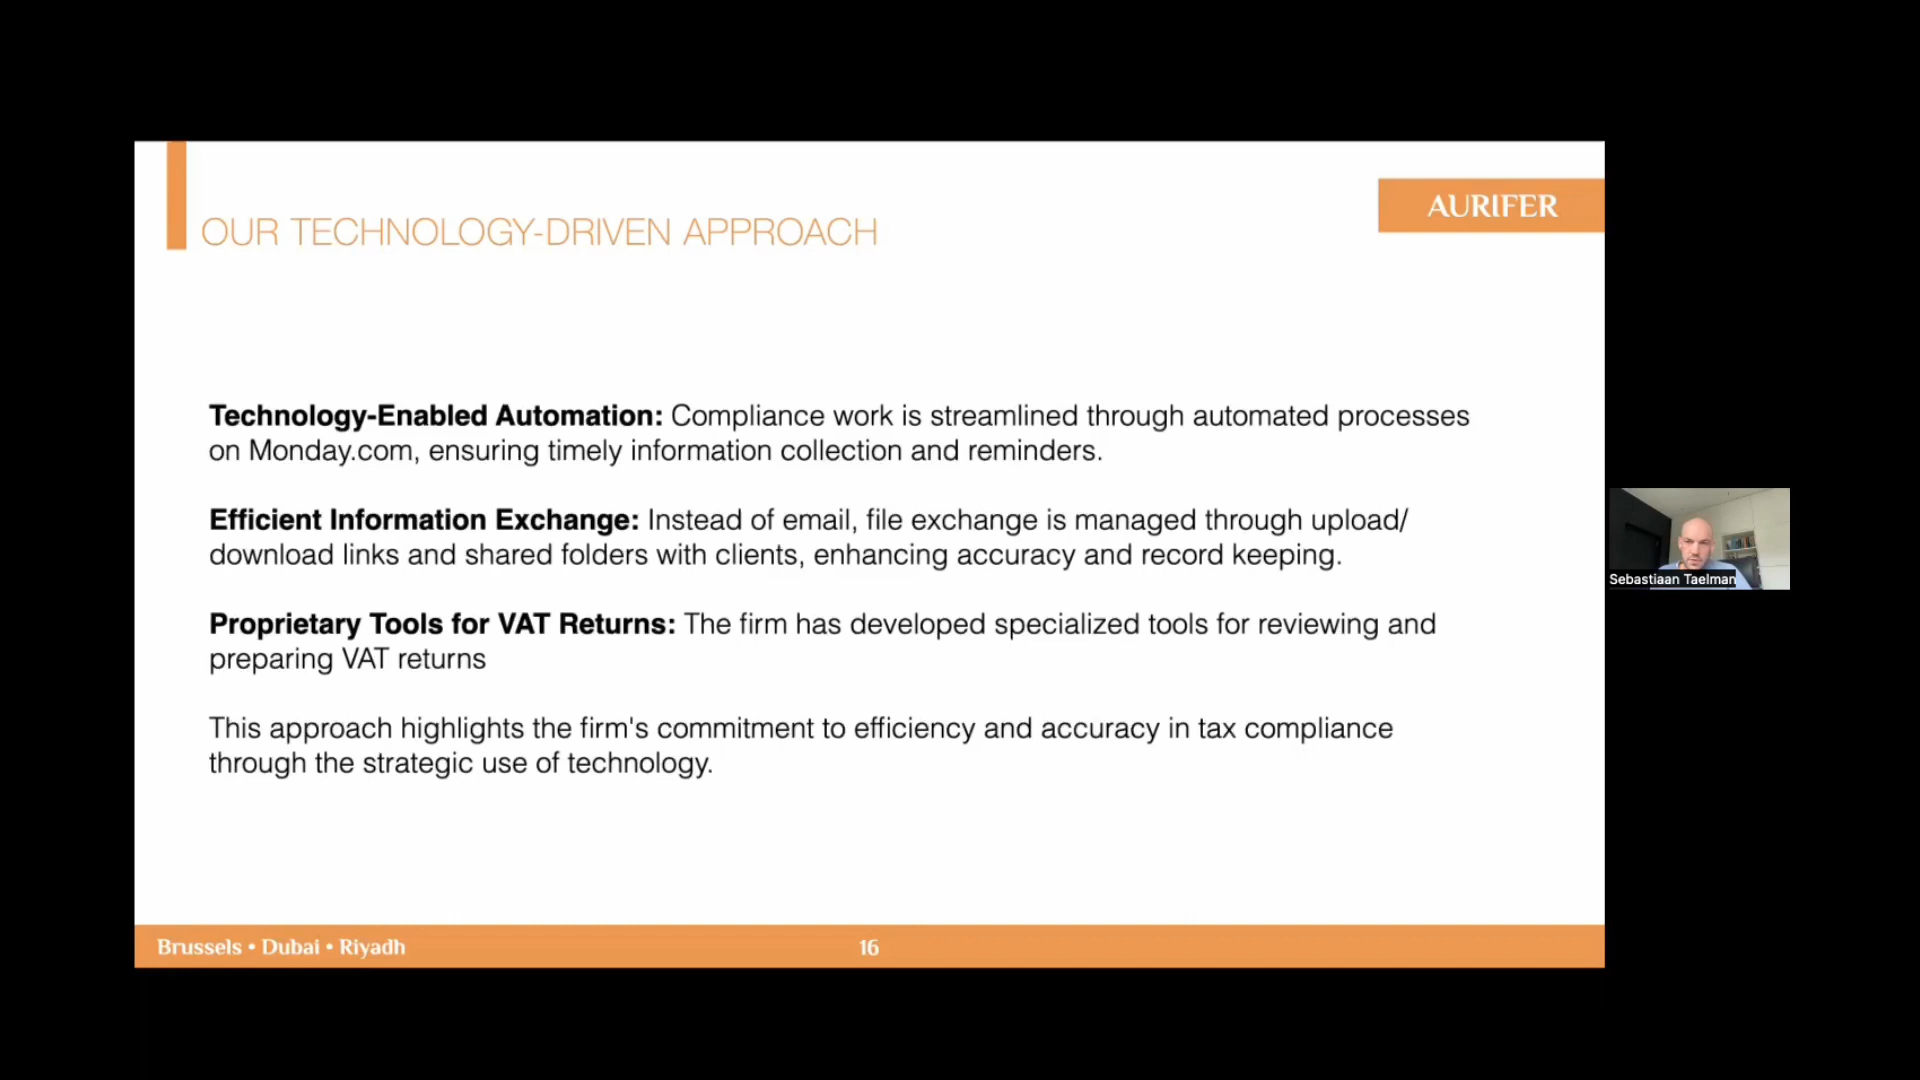 AURIFER
OUR TECHNOLOGY-DRIVEN APPROACH
Technology-Enabled Automation: Compliance work is streamlined through automated processes
on Monday.com, ensuring timely information collection and reminders.
Efficient Information Exchange: Instead of email, file exchange is managed through upload/
download links and shared folders with clients, enhancing accuracy and record keeping.
Proprietary Tools for VAT Returns: The firm has developed specialized tools for reviewing and
preparing VAT returns
This approach highlights the firm's commitment to efficiency and accuracy in tax compliance
through the strategic use of technology.
Brussels • Dubai • Riyadh
16
Sebastiaan Taelman